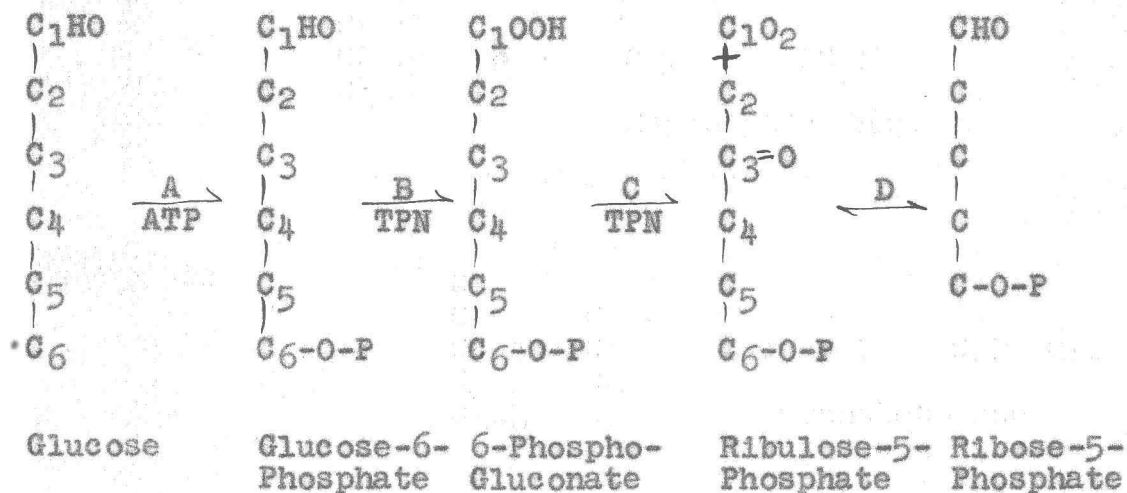 C1HO C1HO C1OOH C1O2 CHO
+
C2 C2 C2 C2 C
C3 C3 C3 C3=O C
A B C D
ATP TPN TPN
C4 C4 C4 C4 C
C5 C5 C5 C5 C-O-P
C6 C6-O-P C6-O-P C6-O-P
Glucose Glucose-6- 6-Phospho- Ribulose-5- Ribose-5-
Phosphate Gluconate Phosphate Phosphate